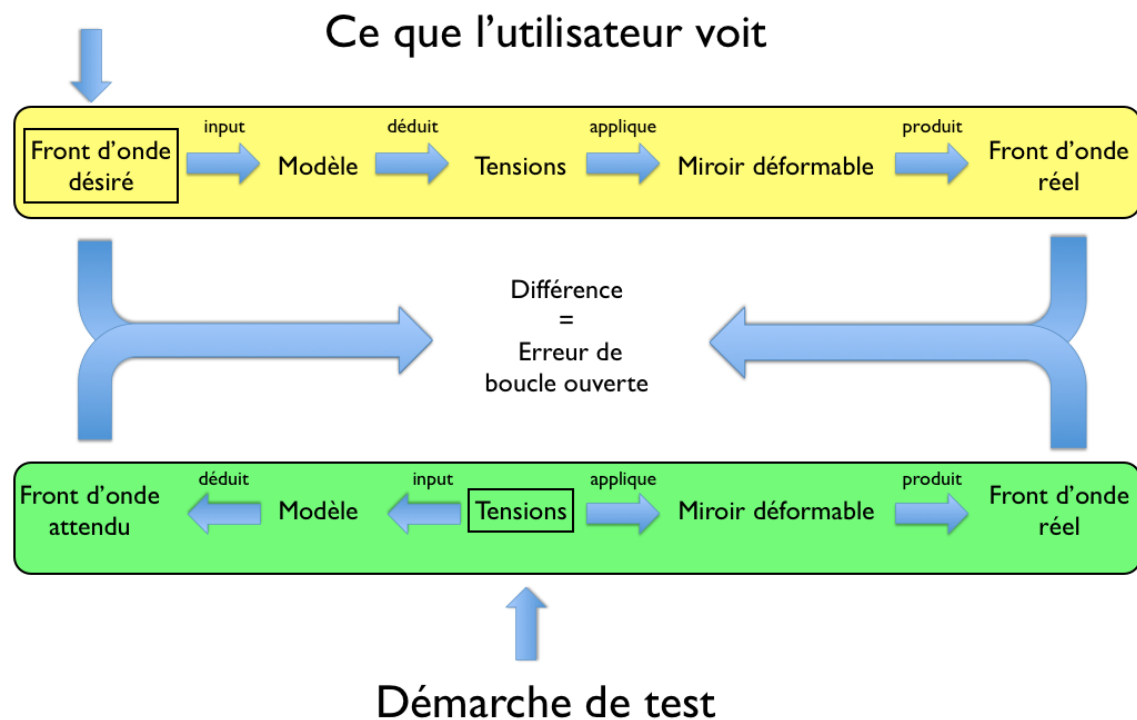 Ce que l'utilisateur voit
input
déduit
applique
produit
Front d'onde
désiré
Modèle
Tensions
Miroir déformable
Front d'onde
réel
Différence
=
Erreur de
boucle ouverte
déduit
input
applique
produit
Front d'onde
attendu
Modèle
Tensions
Miroir déformable
Front d'onde
réel
Démarche de test